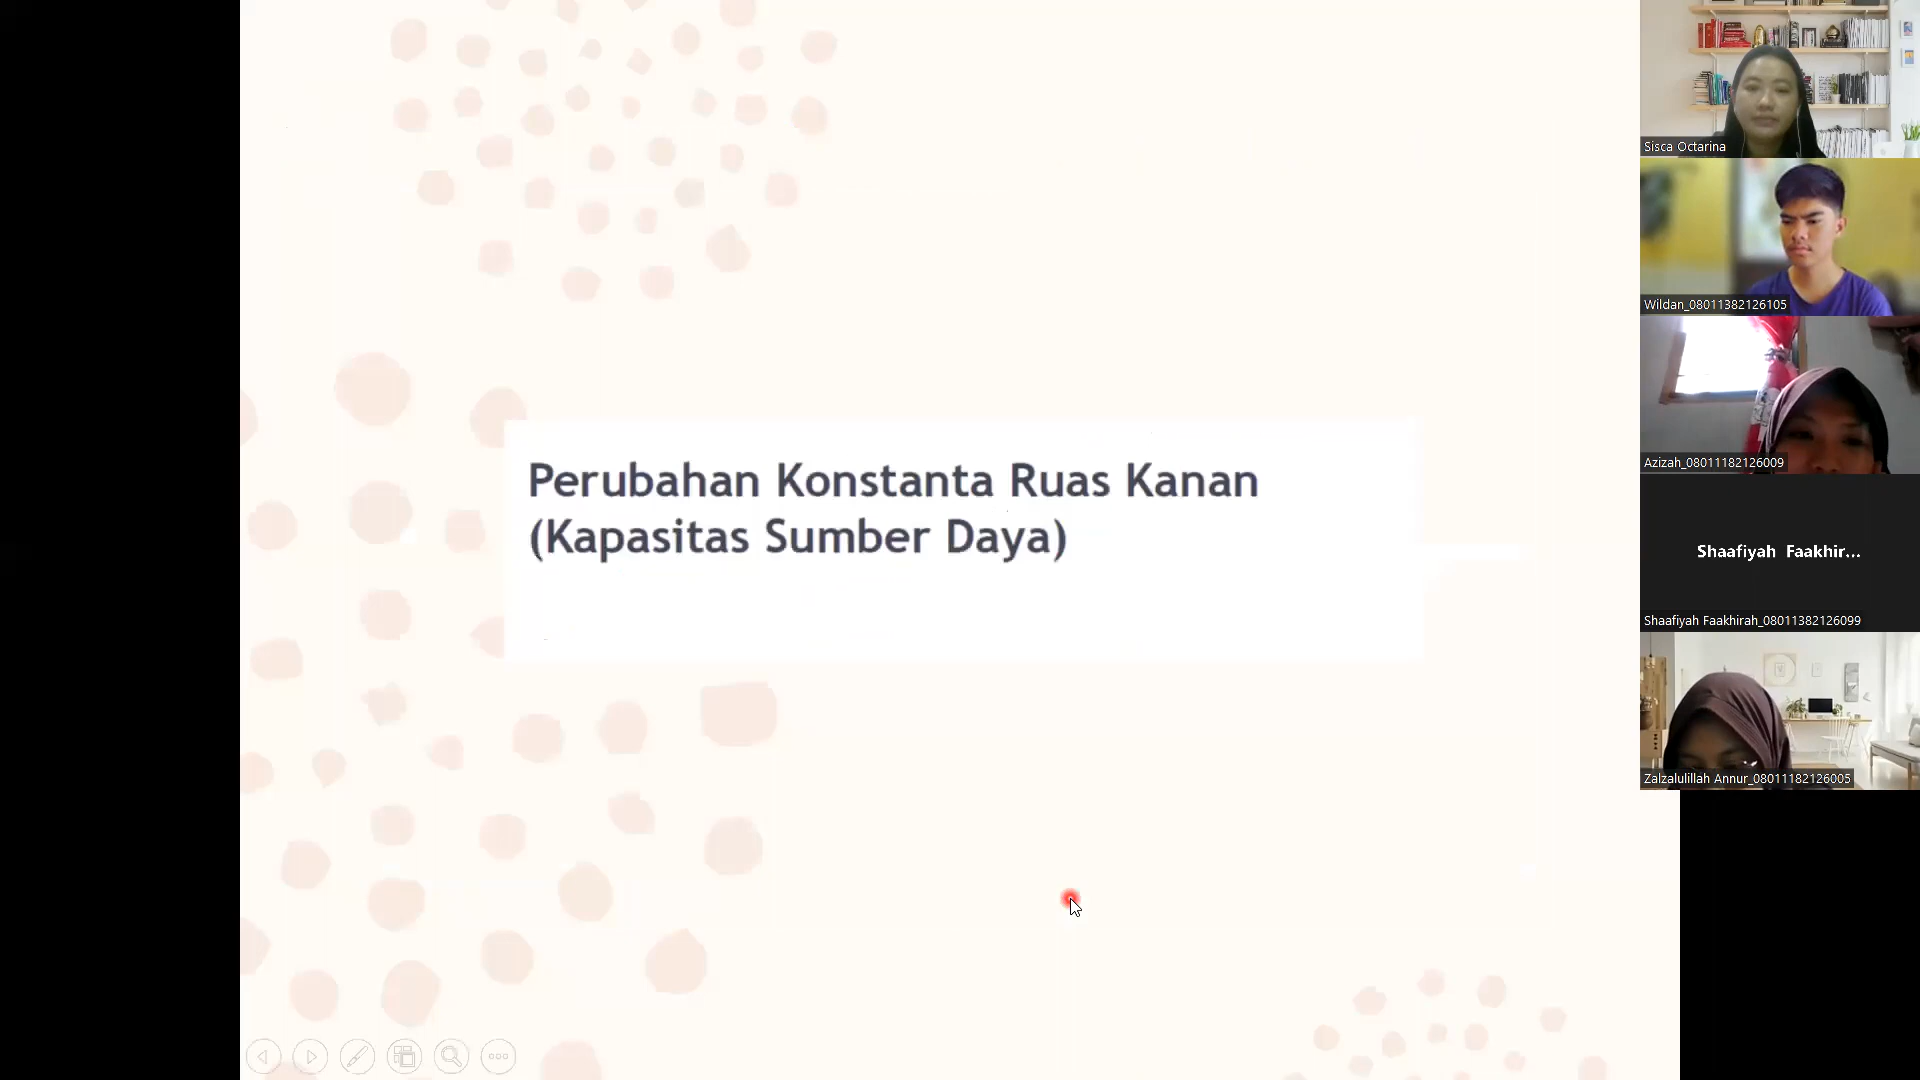 Perubahan Konstanta Ruas Kanan
(Kapasitas Sumber Daya)
Sisca Octarina
Wildan_08011382126105
Azizah_08011182126009
Shaafiyah Faakhir...
Shaafiyah Faakhirah_08011382126099
Zalzalulillah Annur_08011182126005